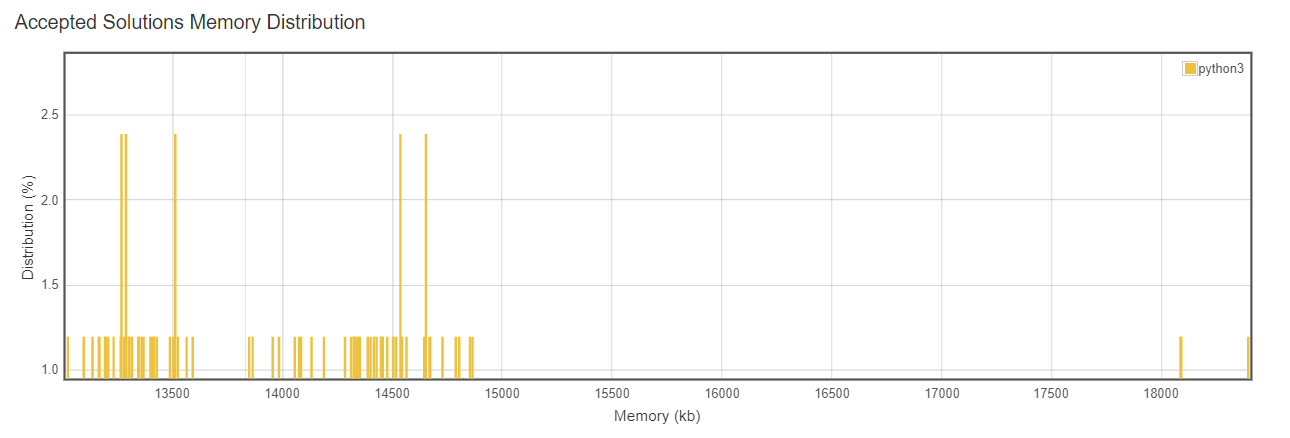 Accepted Solutions Memory Distribution
python3
2.5
2.0
1.5
1.0
Distribution (%)
13500 14000 14500 15000 15500 16000 16500 17000 17500 18000
Memory (kb)